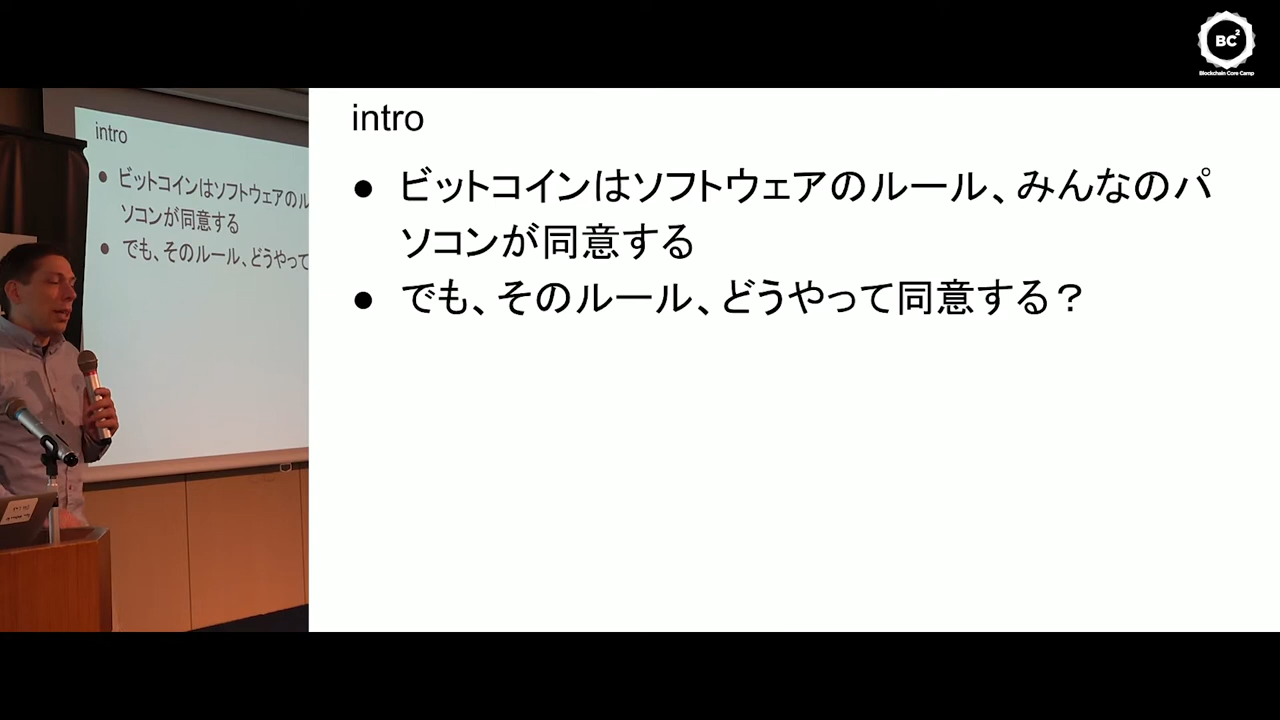 BC²
Blockchain Core Camp
intro
● ビットコインはソフトウェアのルール、みんなのパ
ソコンが同意する
● でも、そのルール、どうやって同意する？
intro
● ビットコインはソフトウェアのル
ソコンが同意する
● でも、そのルール、どうやって